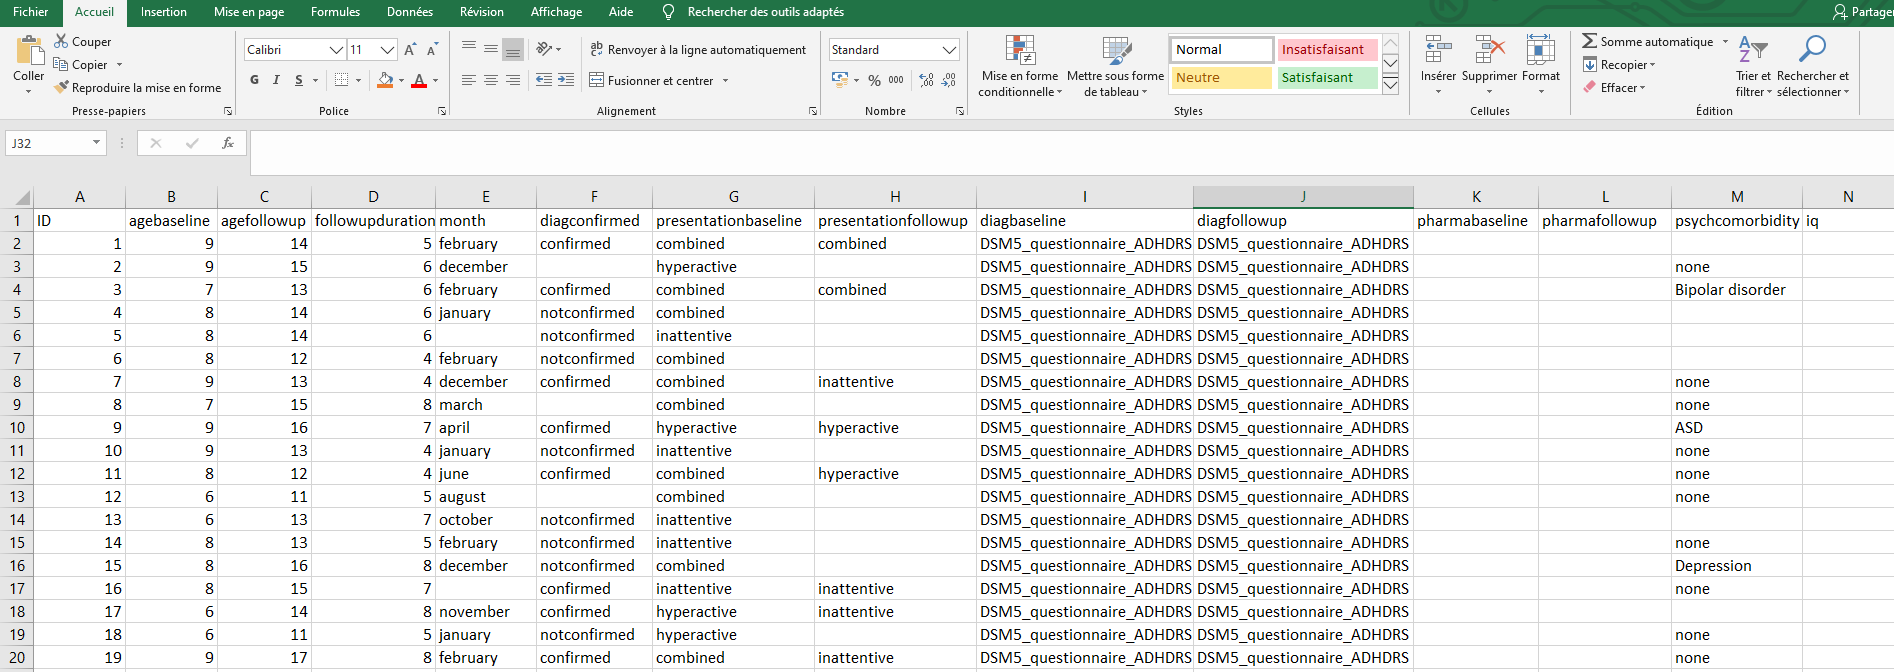 Fichier Accueil Insertion Mise en page Formules Données Révision Affichage Aide Rechercher des outils adaptés Partager
Coller
Couper
Copier
Reproduire la mise en forme
Presse-papiers
Calibri 11 A A
G I S A
Police
ab Renvoyer à la ligne automatiquement
Fusionner et centrer
Alignement
Standard
% 000
Nombre
Mise en forme conditionnelle
Mettre sous forme de tableau
Normal Insatisfaisant
Neutre Satisfaisant
Styles
Insérer Supprimer Format
Cellules
Somme automatique
Recopier
Effacer
Trier et filtrer
Rechercher et sélectionner
Édition
J32 fx
A B C D E F G H I J K L M N
1 ID agebaseline agefollowup followupduration month diagconfirmed presentationbaseline presentationfollowup diagbaseline diagfollowup pharmabaseline pharmafollowup psychcomorbidity iq
2 1 9 14 5 february confirmed combined combined DSM5_questionnaire_ADHDRS DSM5_questionnaire_ADHDRS
3 2 9 15 6 december hyperactive DSM5_questionnaire_ADHDRS DSM5_questionnaire_ADHDRS none
4 3 7 13 6 february confirmed combined combined DSM5_questionnaire_ADHDRS DSM5_questionnaire_ADHDRS Bipolar disorder
5 4 8 14 6 january notconfirmed combined DSM5_questionnaire_ADHDRS DSM5_questionnaire_ADHDRS
6 5 8 14 6 notconfirmed inattentive DSM5_questionnaire_ADHDRS DSM5_questionnaire_ADHDRS
7 6 8 12 4 february notconfirmed combined DSM5_questionnaire_ADHDRS DSM5_questionnaire_ADHDRS
8 7 9 13 4 december confirmed combined inattentive DSM5_questionnaire_ADHDRS DSM5_questionnaire_ADHDRS none
9 8 7 15 8 march combined DSM5_questionnaire_ADHDRS DSM5_questionnaire_ADHDRS none
10 9 9 16 7 april confirmed hyperactive hyperactive DSM5_questionnaire_ADHDRS DSM5_questionnaire_ADHDRS ASD
11 10 9 13 4 january notconfirmed inattentive DSM5_questionnaire_ADHDRS DSM5_questionnaire_ADHDRS none
12 11 8 12 4 june confirmed combined hyperactive DSM5_questionnaire_ADHDRS DSM5_questionnaire_ADHDRS none
13 12 6 11 5 august combined DSM5_questionnaire_ADHDRS DSM5_questionnaire_ADHDRS none
14 13 6 13 7 october notconfirmed inattentive DSM5_questionnaire_ADHDRS DSM5_questionnaire_ADHDRS
15 14 8 13 5 february notconfirmed inattentive DSM5_questionnaire_ADHDRS DSM5_questionnaire_ADHDRS none
16 15 8 16 8 december notconfirmed combined DSM5_questionnaire_ADHDRS DSM5_questionnaire_ADHDRS Depression
17 16 8 15 7 confirmed inattentive inattentive DSM5_questionnaire_ADHDRS DSM5_questionnaire_ADHDRS none
18 17 6 14 8 november confirmed hyperactive inattentive DSM5_questionnaire_ADHDRS DSM5_questionnaire_ADHDRS
19 18 6 11 5 january notconfirmed hyperactive DSM5_questionnaire_ADHDRS DSM5_questionnaire_ADHDRS none
20 19 9 17 8 february confirmed combined inattentive DSM5_questionnaire_ADHDRS DSM5_questionnaire_ADHDRS none